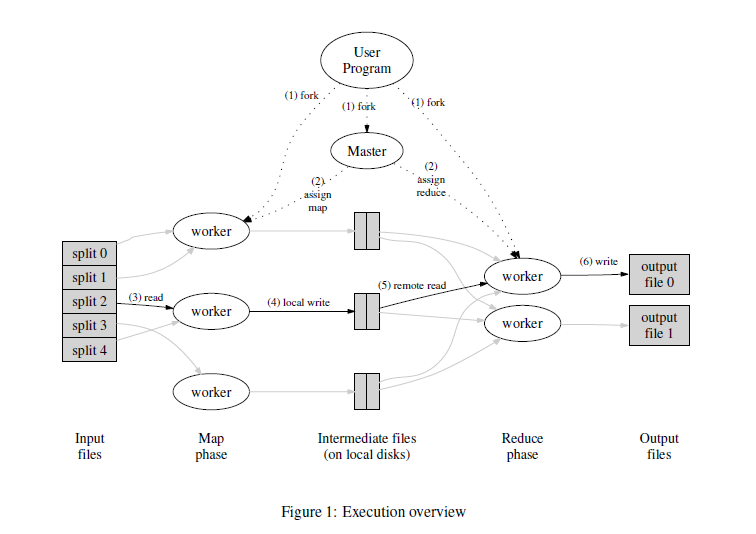 User
Program
(1) fork
(1) fork
(1) fork
Master
(2)
assign
map
(2)
assign
reduce
worker
split 0
split 1
split 2
split 3
split 4
(3) read
worker
(4) local write
(5) remote read
worker
worker
worker
(6) write
output
file 0
output
file 1
Input
files
Map
phase
Intermediate files
(on local disks)
Reduce
phase
Output
files
Figure 1: Execution overview